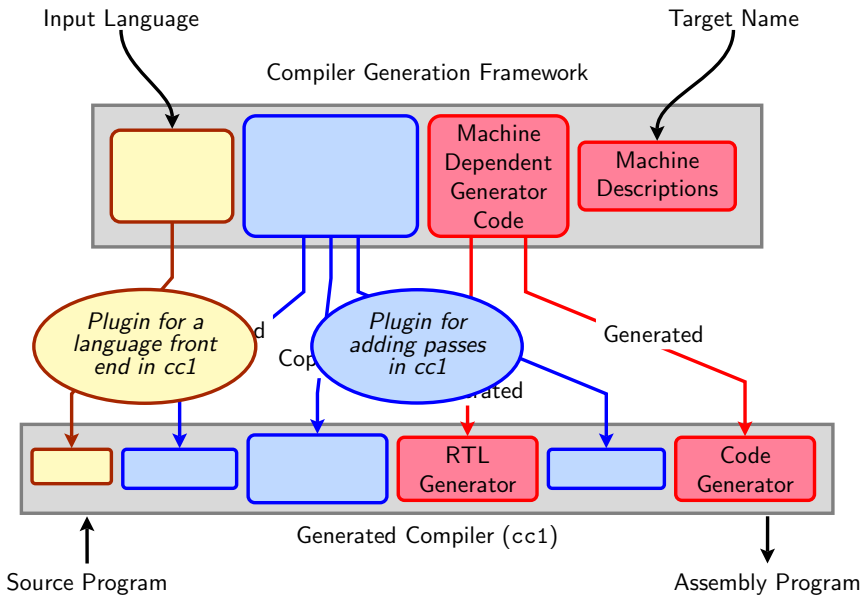 Input Language
Target Name
Compiler Generation Framework
Machine
Dependent
Generator
Code
Machine
Descriptions
Plugin for a
language front
end in cc1
Plugin for
adding passes
in cc1
Generated
RTL
Generator
Code
Generator
Generated Compiler (cc1)
Source Program
Assembly Program